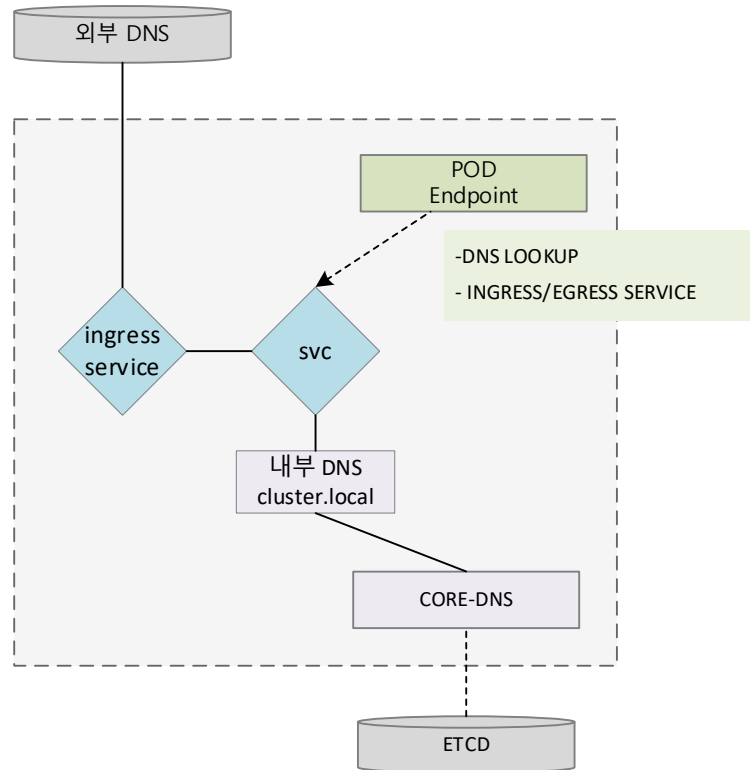 외부 DNS
POD
Endpoint
-DNS LOOKUP
- INGRESS/EGRESS SERVICE
ingress
service
svc
내부 DNS
cluster.local
CORE-DNS
ETCD